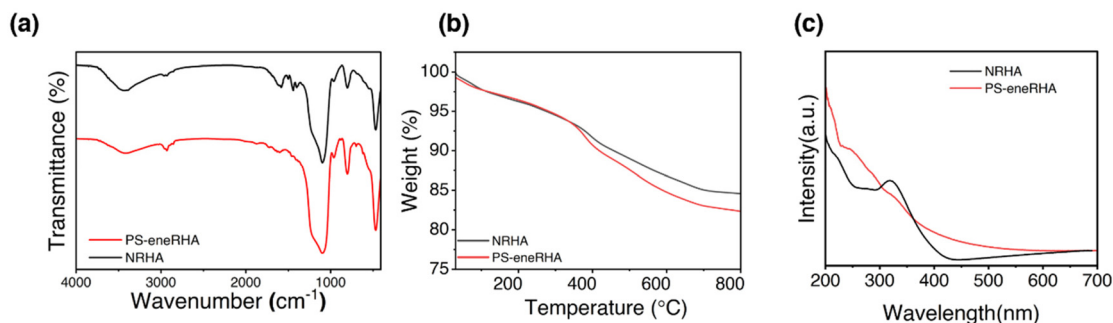 (a)
Transmittance (%)
PS-eneRHA
NRHA
4000 3000 2000 1000
Wavenumber (cm-1)
(b)
Weight (%)
100
95
90
85
80
75
NRHA
PS-eneRHA
0 200 400 600 800
Temperature (°C)
(c)
Intensity(a.u.)
NRHA
PS-eneRHA
200 300 400 500 600 700
Wavelength(nm)